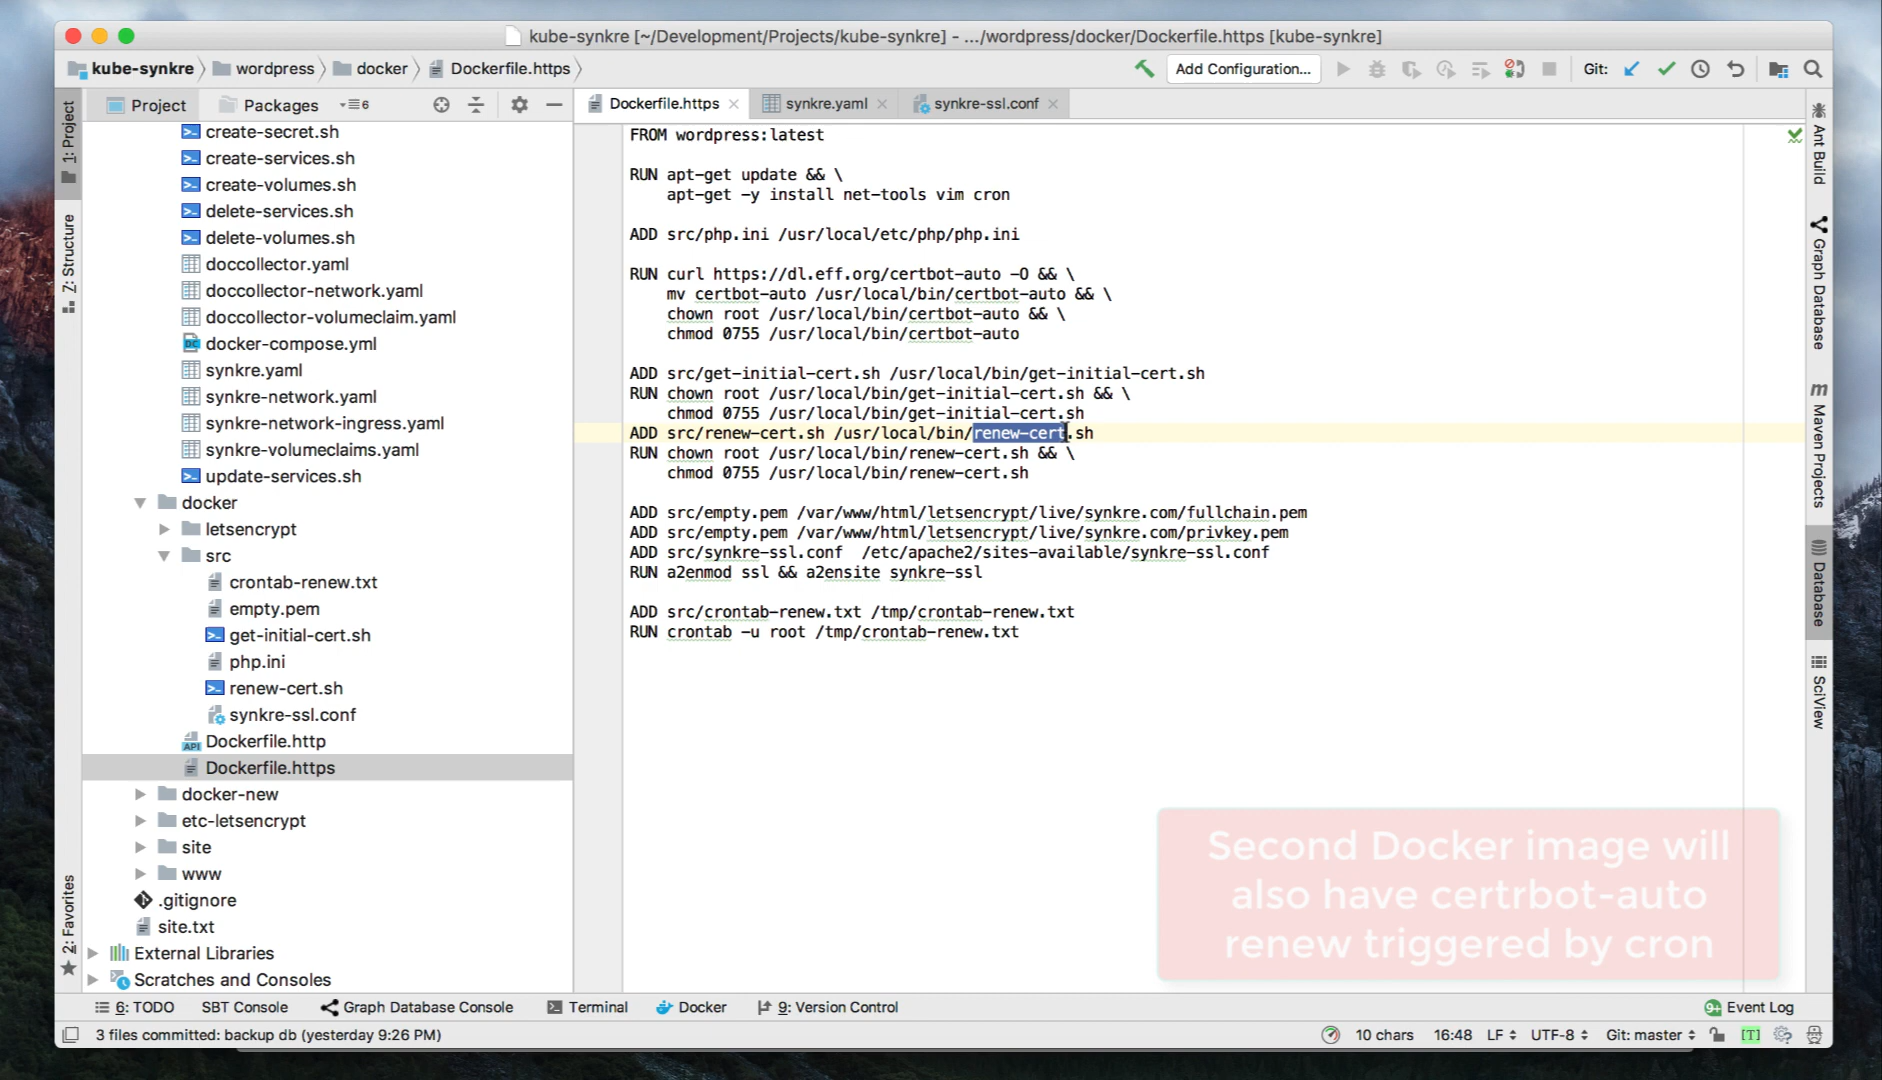 kube-synkre [~/Development/Projects/kube-synkre] - .../wordpress/docker/Dockerfile.https [kube-synkre]
kube-synkre wordpress docker Dockerfile.https
Add Configuration...
Git:
Project Packages 6
Dockerfile.https synkre.yaml synkre-ssl.conf
1: Project
Z: Structure
2: Favorites
create-secret.sh
create-services.sh
create-volumes.sh
delete-services.sh
delete-volumes.sh
doccollector.yaml
doccollector-network.yaml
doccollector-volumeclaim.yaml
DC docker-compose.yml
synkre.yaml
synkre-network.yaml
synkre-network-ingress.yaml
synkre-volumeclaims.yaml
update-services.sh
docker
letsencrypt
src
crontab-renew.txt
empty.pem
get-initial-cert.sh
php.ini
renew-cert.sh
synkre-ssl.conf
API Dockerfile.http
Dockerfile.https
docker-new
etc-letsencrypt
site
www
.gitignore
site.txt
External Libraries
Scratches and Consoles
FROM wordpress:latest
RUN apt-get update && \
apt-get -y install net-tools vim cron
ADD src/php.ini /usr/local/etc/php/php.ini
RUN curl https://dl.eff.org/certbot-auto -O && \
mv certbot-auto /usr/local/bin/certbot-auto && \
chown root /usr/local/bin/certbot-auto && \
chmod 0755 /usr/local/bin/certbot-auto
ADD src/get-initial-cert.sh /usr/local/bin/get-initial-cert.sh
RUN chown root /usr/local/bin/get-initial-cert.sh && \
chmod 0755 /usr/local/bin/get-initial-cert.sh
ADD src/renew-cert.sh /usr/local/bin/renew-cert.sh
RUN chown root /usr/local/bin/renew-cert.sh && \
chmod 0755 /usr/local/bin/renew-cert.sh
ADD src/empty.pem /var/www/html/letsencrypt/live/synkre.com/fullchain.pem
ADD src/empty.pem /var/www/html/letsencrypt/live/synkre.com/privkey.pem
ADD src/synkre-ssl.conf  /etc/apache2/sites-available/synkre-ssl.conf
RUN a2enmod ssl && a2ensite synkre-ssl
ADD src/crontab-renew.txt /tmp/crontab-renew.txt
RUN crontab -u root /tmp/crontab-renew.txt
Second Docker image will
also have certrbot-auto
renew triggered by cron
Ant Build
Graph Database
m Maven Projects
Database
SciView
6: TODO SBT Console Graph Database Console Terminal Docker 9: Version Control 9+ Event Log
3 files committed: backup db (yesterday 9:26 PM) 10 chars 16:48 LF UTF-8 Git: master [T]